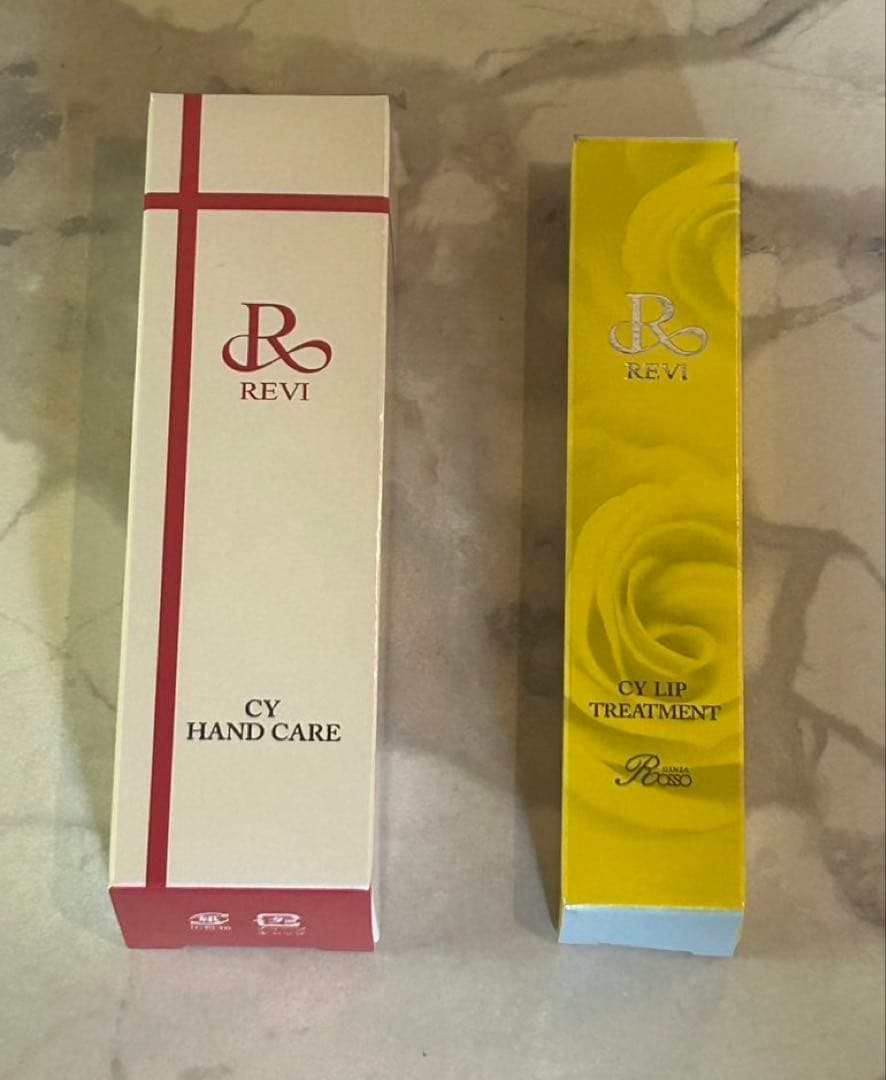 R
REVI
CY
HAND CARE
R
REVI
CY LIP
TREATMENT
GINZA
Rosso